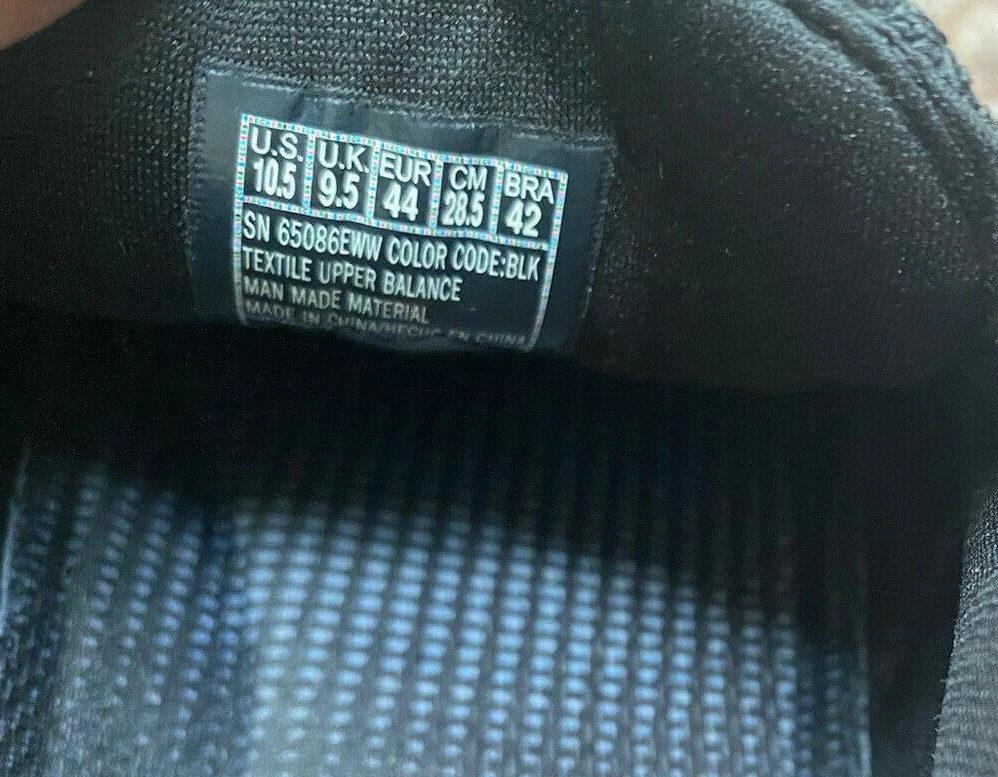 U.S. U.K. EUR CM BRA
10.5 9.5 44 28.5 42
SN 65086EWW COLOR CODE:BLK
TEXTILE UPPER BALANCE
MAN MADE MATERIAL
MADE IN CHINA/HECHO EN CHINA